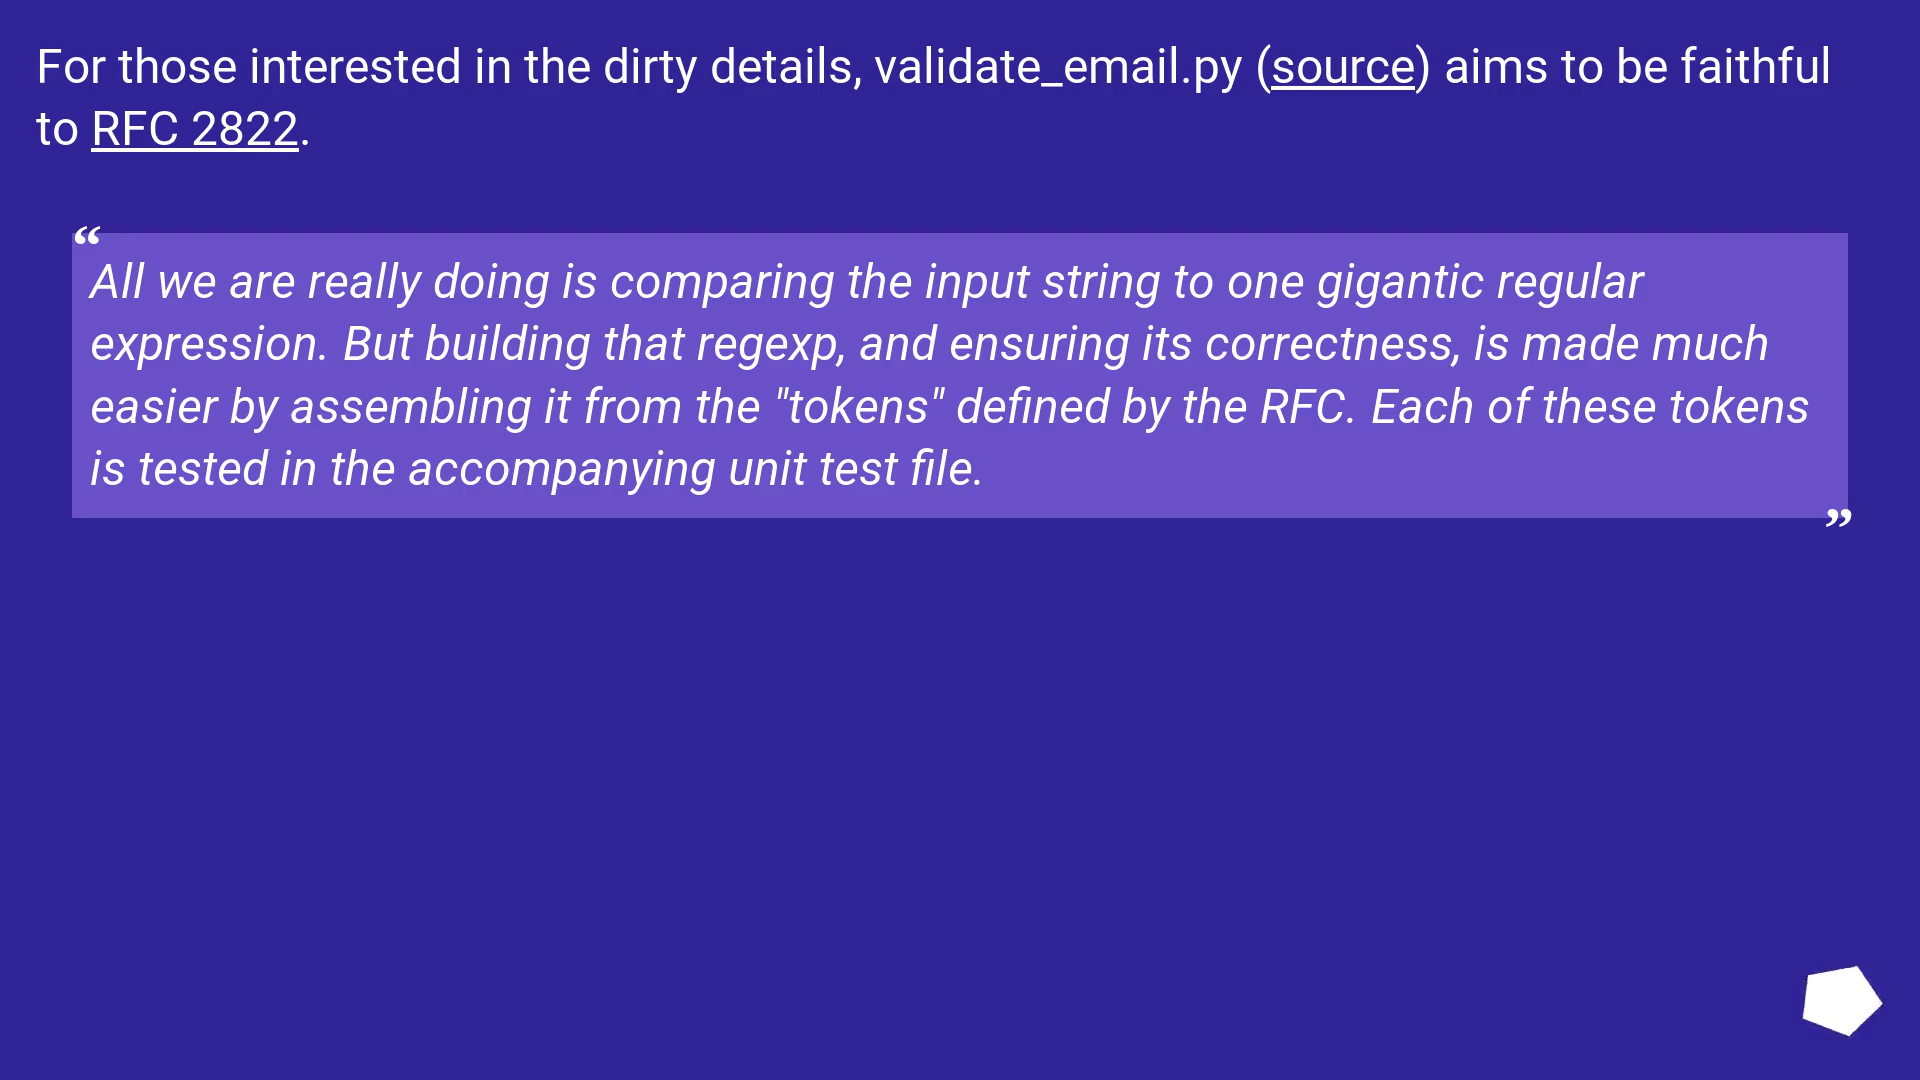 For those interested in the dirty details, validate_email.py (source) aims to be faithful
to RFC 2822.
“
All we are really doing is comparing the input string to one gigantic regular
expression. But building that regexp, and ensuring its correctness, is made much
easier by assembling it from the "tokens" defined by the RFC. Each of these tokens
is tested in the accompanying unit test file.
”